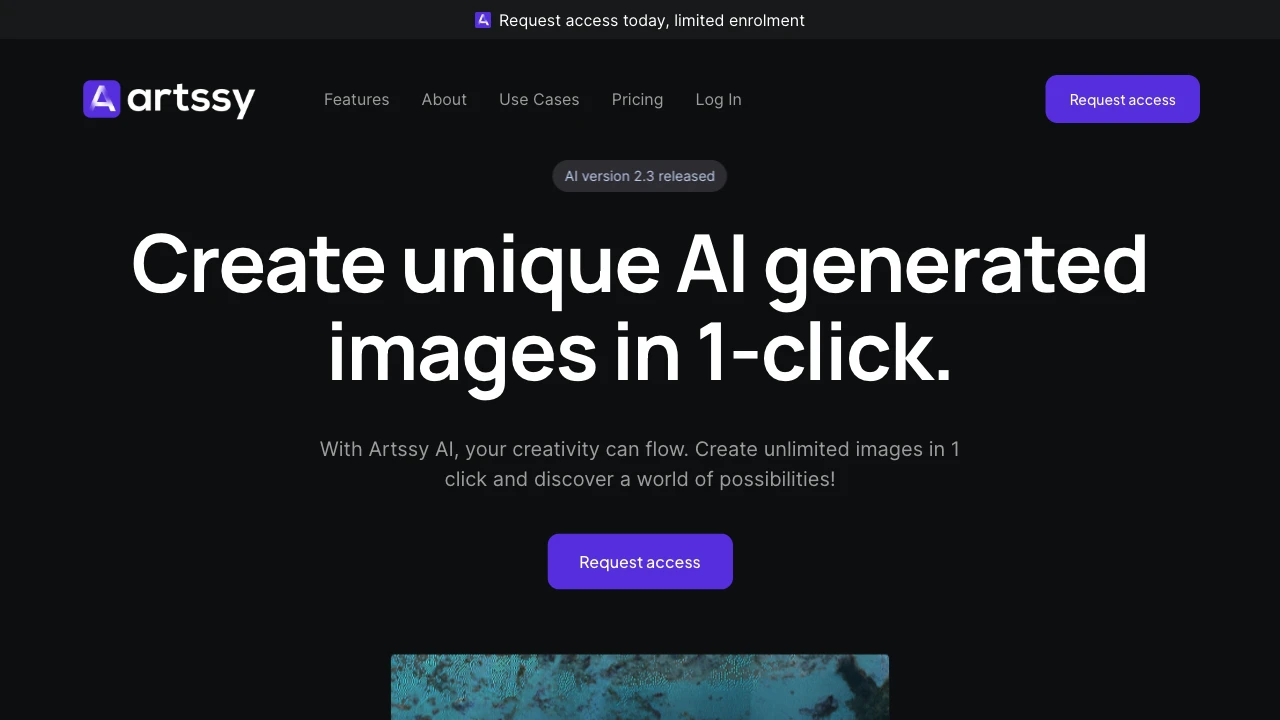 Request access today, limited enrolment
artssy
Features
About
Use Cases
Pricing
Log In
Request access
AI version 2.3 released
Create unique AI generated
images in 1-click.
With Artssy AI, your creativity can flow. Create unlimited images in 1
click and discover a world of possibilities!
Request access